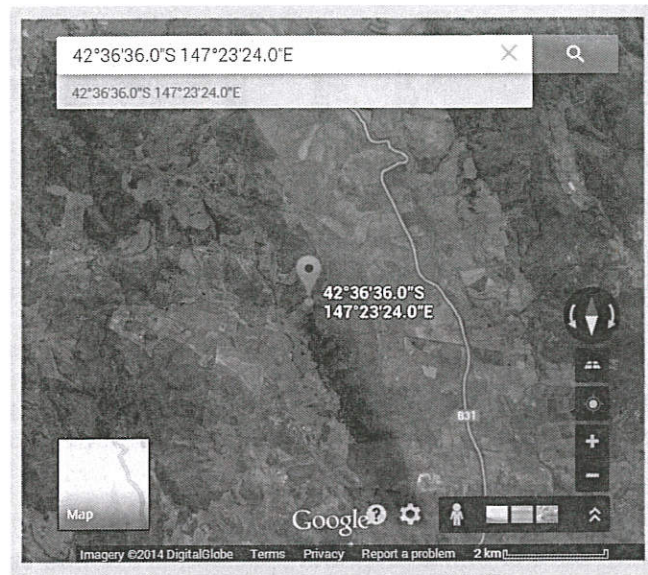 42°36'36.0"S 147°23'24.0"E
42°36'36.0"S 147°23'24.0"E
42°36'36.0"S
147°23'24.0"E
B31
Map
Google
Imagery ©2014 DigitalGlobe Terms Privacy Report a problem 2 km